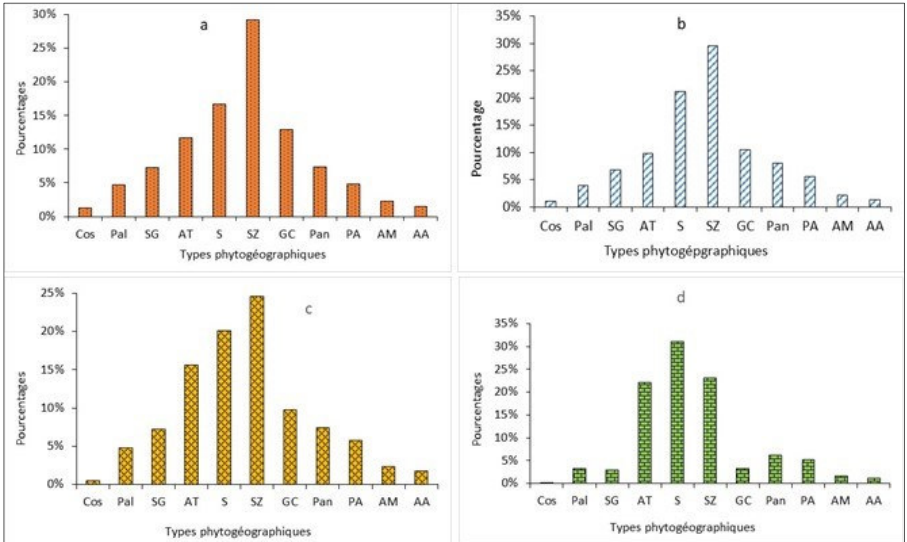 a
Pourcentages
30%
25%
20%
15%
10%
5%
0%
Cos Pal SG AT S SZ GC Pan PA AM AA
Types phytogéographiques
b
Pourcentage
35%
30%
25%
20%
15%
10%
5%
0%
Cos Pal SG AT S SZ GC Pan PA AM AA
Types phytogépgraphiques
c
Pourcentages
25%
20%
15%
10%
5%
0%
Cos Pal SG AT S SZ GC Pan PA AM AA
Types phytogéographiques
d
Pourcentages
35%
30%
25%
20%
15%
10%
5%
0%
Cos Pal SG AT S SZ GC Pan PA AM AA
Types phytogéographiques